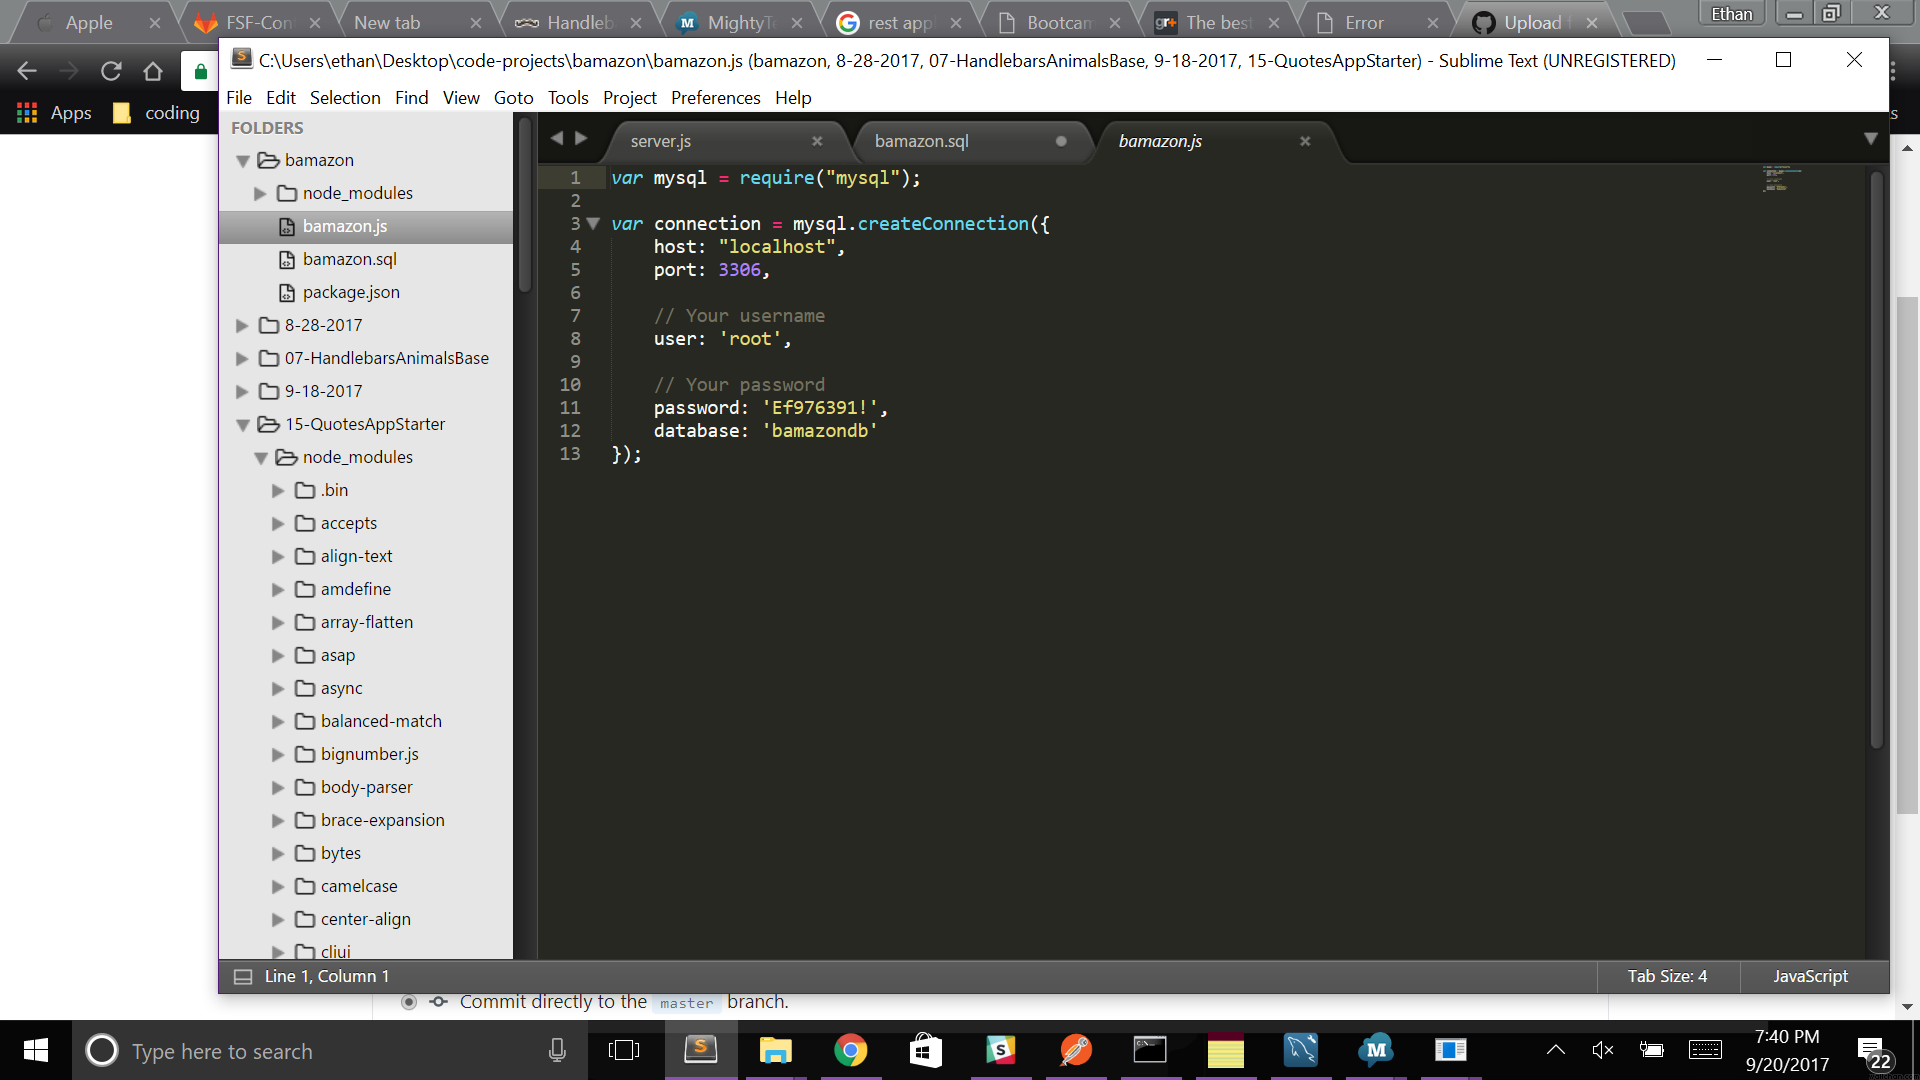 Apple
FSF-Con
New tab
Handleb
MightyTe
rest appl
Bootcam
The best
Error
Upload
Ethan
Apps
coding
C:\Users\ethan\Desktop\code-projects\bamazon\bamazon.js (bamazon, 8-28-2017, 07-HandlebarsAnimalsBase, 9-18-2017, 15-QuotesAppStarter) - Sublime Text (UNREGISTERED)
File Edit Selection Find View Goto Tools Project Preferences Help
FOLDERS
bamazon
node_modules
bamazon.js
bamazon.sql
package.json
8-28-2017
07-HandlebarsAnimalsBase
9-18-2017
15-QuotesAppStarter
node_modules
.bin
accepts
align-text
amdefine
array-flatten
asap
async
balanced-match
bignumber.js
body-parser
brace-expansion
bytes
camelcase
center-align
cliui
server.js
bamazon.sql
bamazon.js
1 var mysql = require("mysql");
2
3 var connection = mysql.createConnection({
4 host: "localhost",
5 port: 3306,
6
7 // Your username
8 user: 'root',
9
10 // Your password
11 password: 'Ef976391!',
12 database: 'bamazondb'
13 });
Line 1, Column 1
Tab Size: 4
JavaScript
Commit directly to the master branch.
Type here to search
7:40 PM
9/20/2017
22